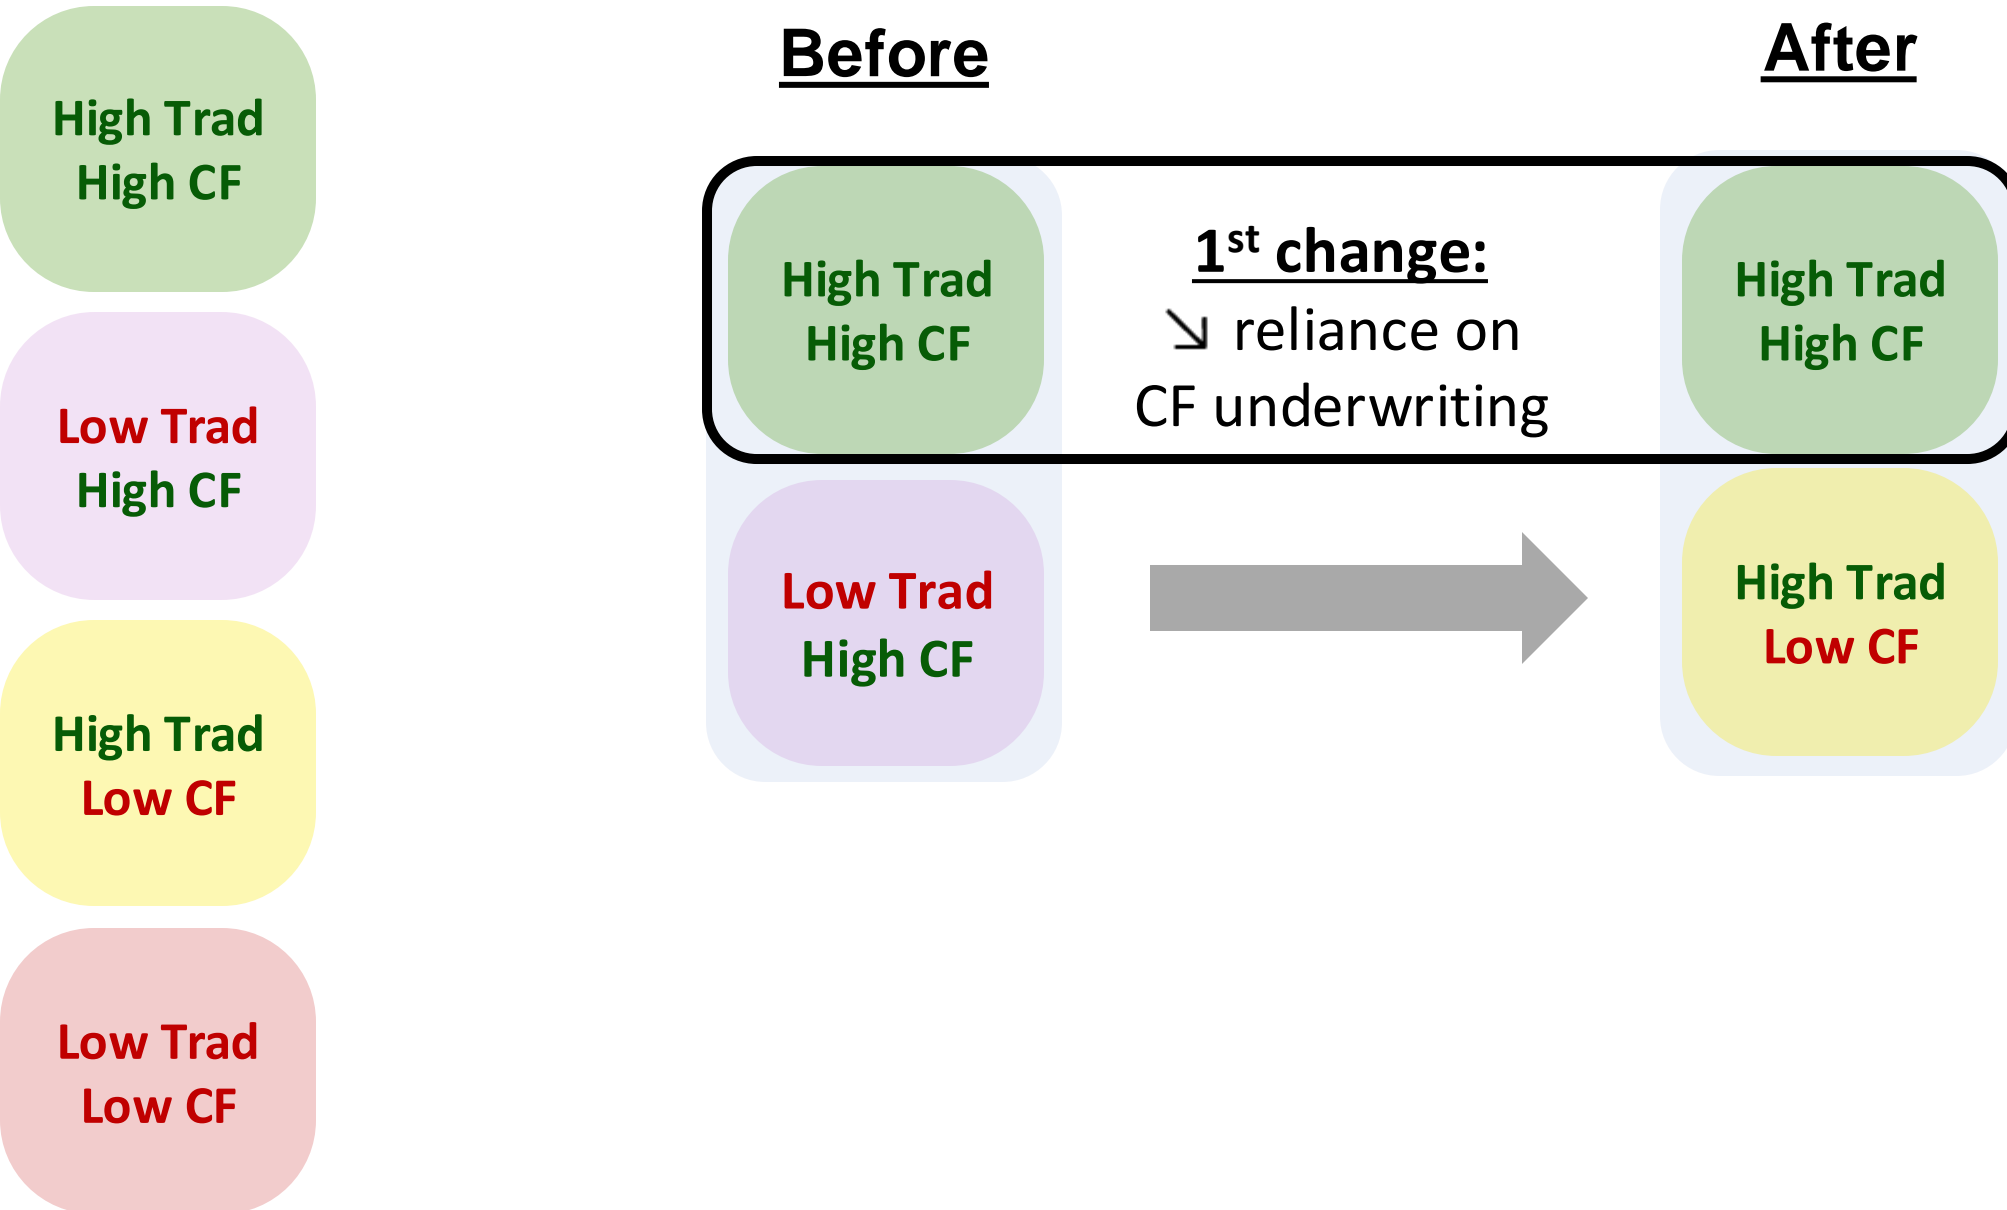 High Trad
High CF
Low Trad
High CF
High Trad
Low CF
Low Trad
Low CF
Before
High Trad
High CF
Low Trad
High CF
1st change:
↘ reliance on
CF underwriting
After
High Trad
High CF
High Trad
Low CF